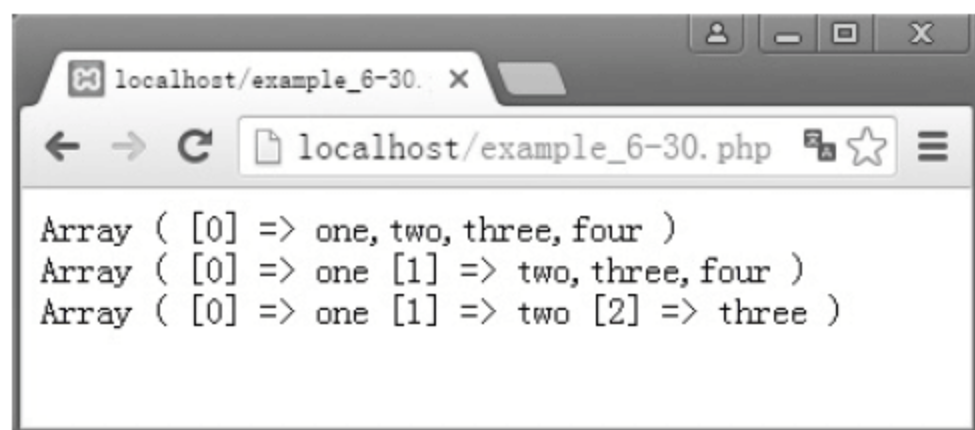 localhost/example_6-30.
localhost/example_6-30.php
Array ( [0] => one,two,three,four )
Array ( [0] => one [1] => two,three,four )
Array ( [0] => one [1] => two [2] => three )